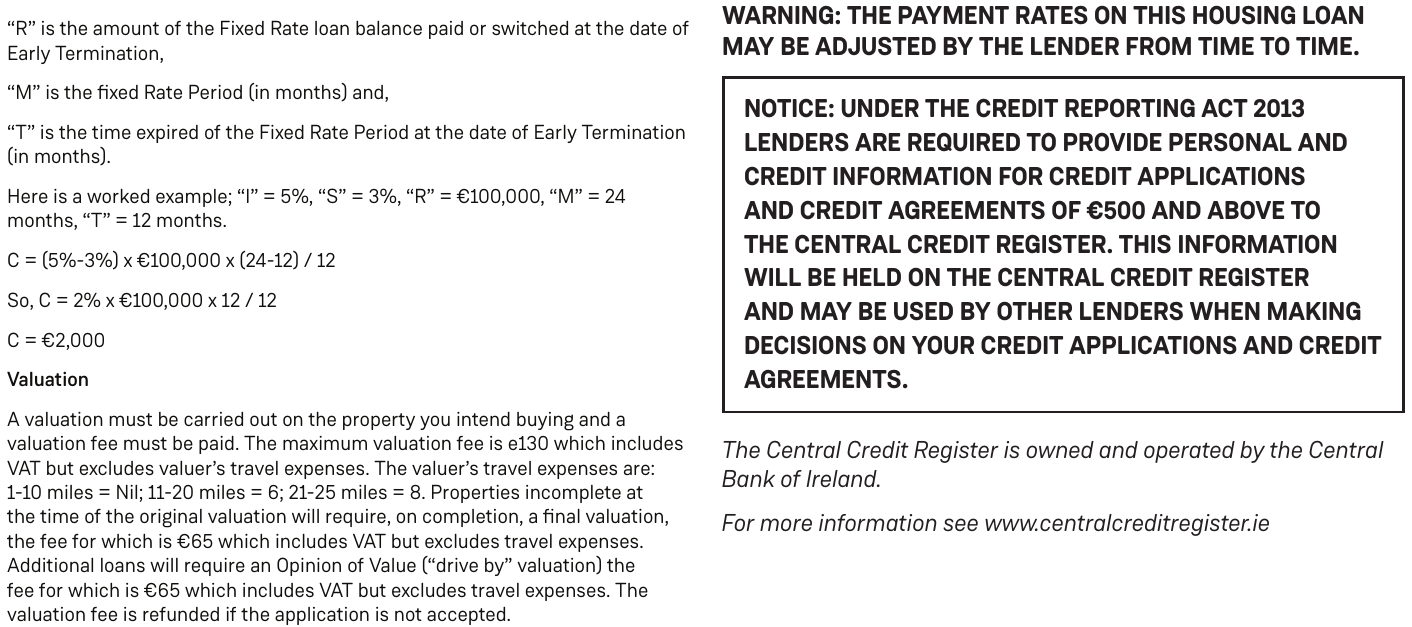 “R” is the amount of the Fixed Rate loan balance paid or switched at the date of
Early Termination,
“M” is the fixed Rate Period (in months) and,
“T” is the time expired of the Fixed Rate Period at the date of Early Termination
(in months).
Here is a worked example; “I” = 5%, “S” = 3%, “R” = €100,000, “M” = 24
months, “T” = 12 months.
C = (5%-3%) x €100,000 x (24-12) / 12
So, C = 2% x €100,000 x 12 / 12
C = €2,000
Valuation
A valuation must be carried out on the property you intend buying and a
valuation fee must be paid. The maximum valuation fee is e130 which includes
VAT but excludes valuer’s travel expenses. The valuer’s travel expenses are:
1-10 miles = Nil; 11-20 miles = 6; 21-25 miles = 8. Properties incomplete at
the time of the original valuation will require, on completion, a final valuation,
the fee for which is €65 which includes VAT but excludes travel expenses.
Additional loans will require an Opinion of Value (“drive by” valuation) the
fee for which is €65 which includes VAT but excludes travel expenses. The
valuation fee is refunded if the application is not accepted.
WARNING: THE PAYMENT RATES ON THIS HOUSING LOAN
MAY BE ADJUSTED BY THE LENDER FROM TIME TO TIME.
NOTICE: UNDER THE CREDIT REPORTING ACT 2013
LENDERS ARE REQUIRED TO PROVIDE PERSONAL AND
CREDIT INFORMATION FOR CREDIT APPLICATIONS
AND CREDIT AGREEMENTS OF €500 AND ABOVE TO
THE CENTRAL CREDIT REGISTER. THIS INFORMATION
WILL BE HELD ON THE CENTRAL CREDIT REGISTER
AND MAY BE USED BY OTHER LENDERS WHEN MAKING
DECISIONS ON YOUR CREDIT APPLICATIONS AND CREDIT
AGREEMENTS.
The Central Credit Register is owned and operated by the Central
Bank of Ireland.
For more information see www.centralcreditregister.ie